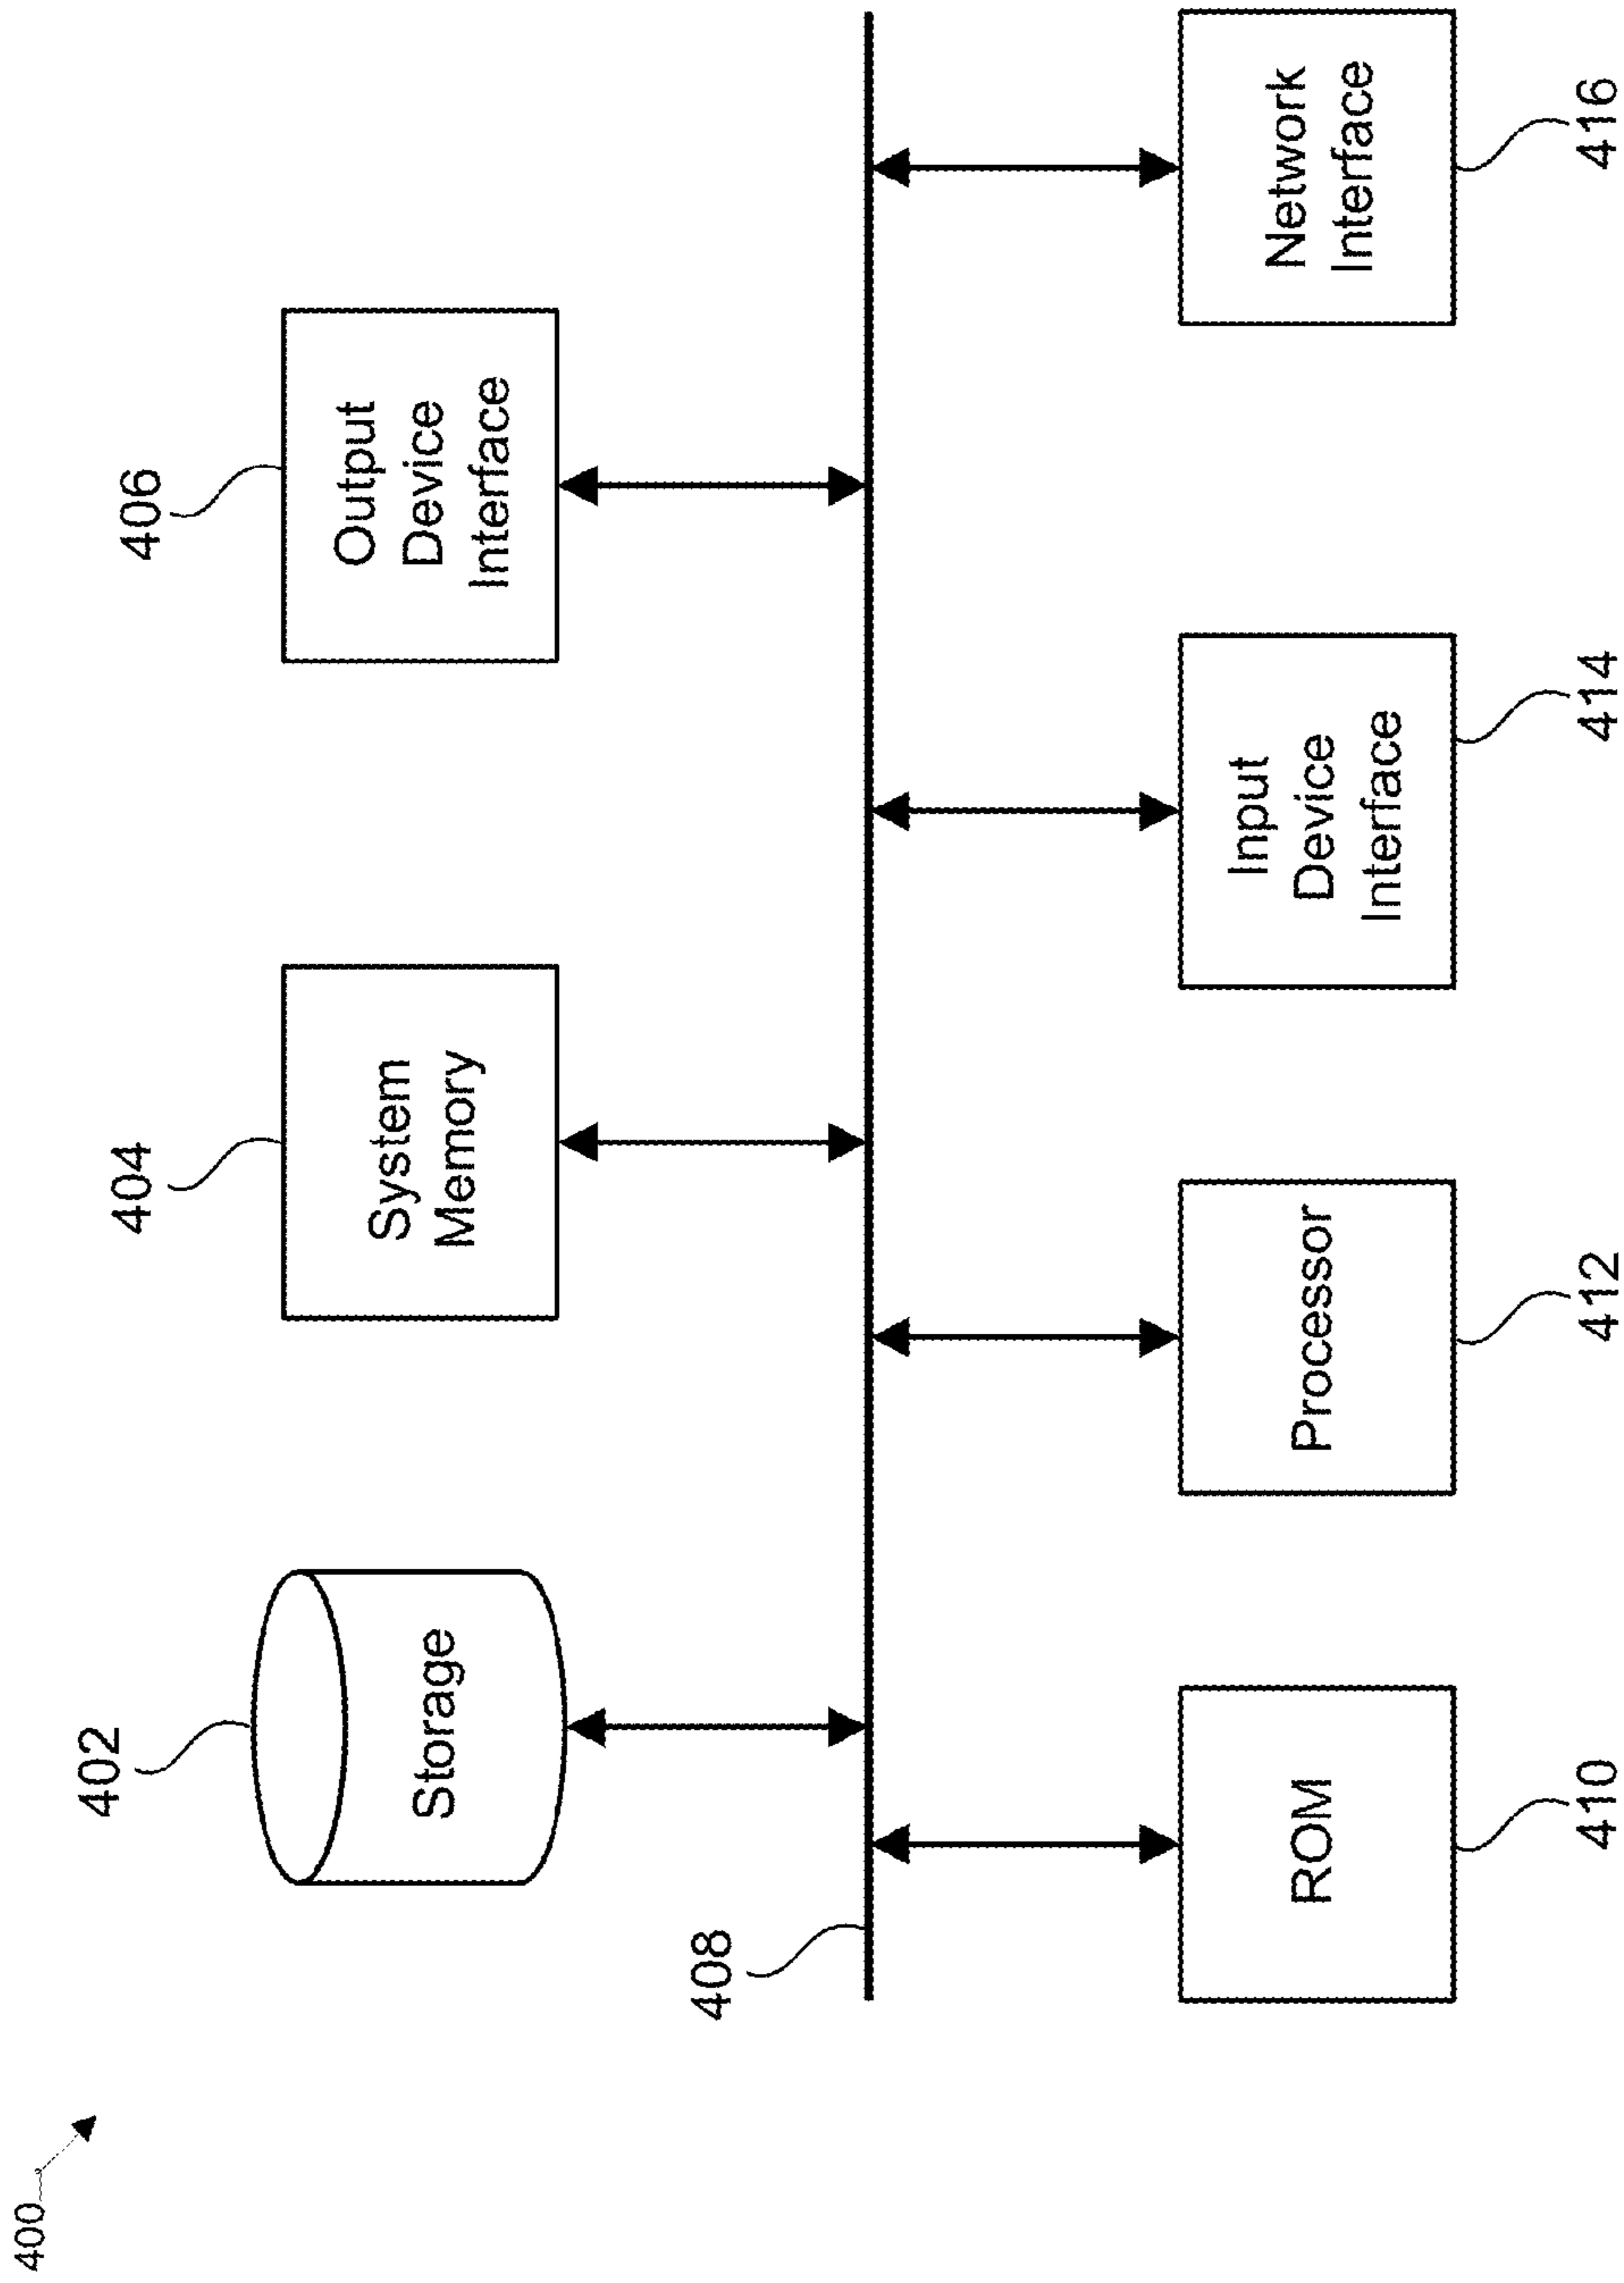 400
402
Storage
404
System
Memory
406
Output
Device
Interface
408
ROM
410
Processor
412
Input
Device
Interface
414
Network
Interface
416